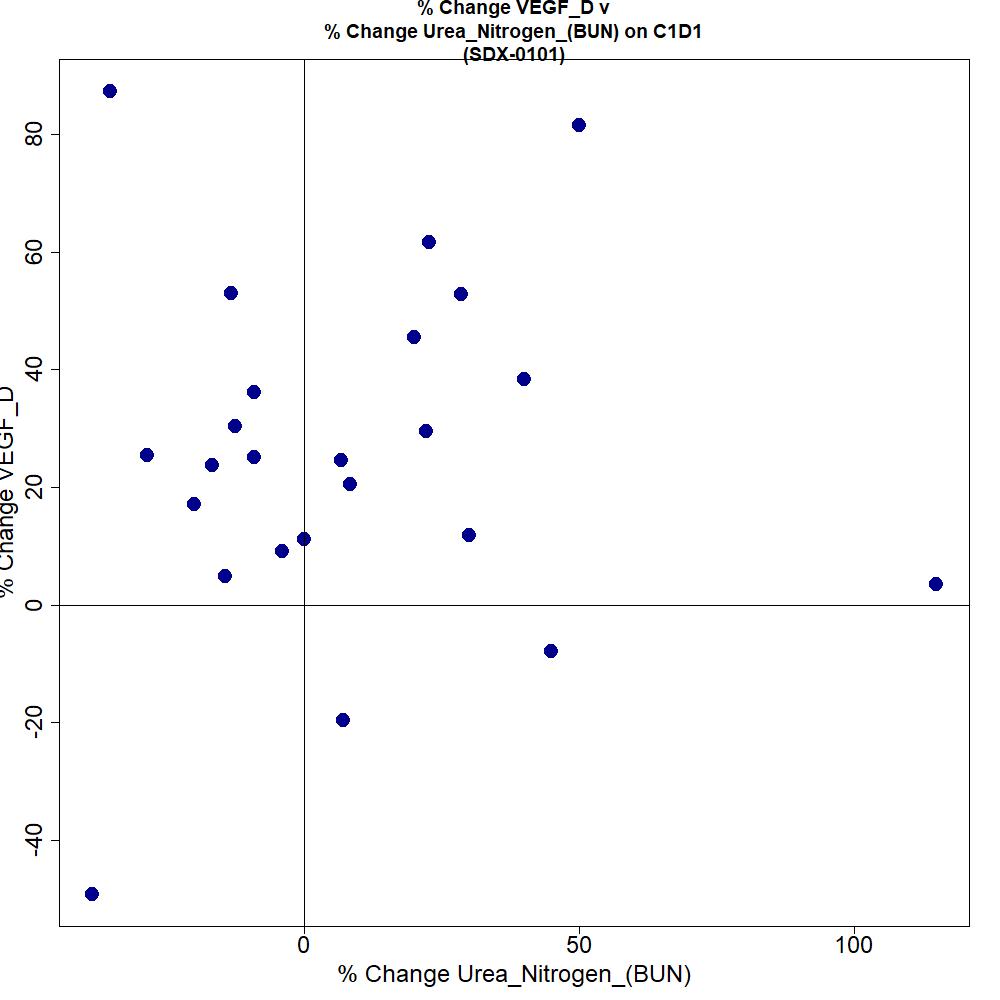 % Change VEGF_D v
% Change Urea_Nitrogen_(BUN) on C1D1
(SDX-0101)
% Change VEGF_D
80
60
40
20
0
-20
-40
0
50
100
% Change Urea_Nitrogen_(BUN)